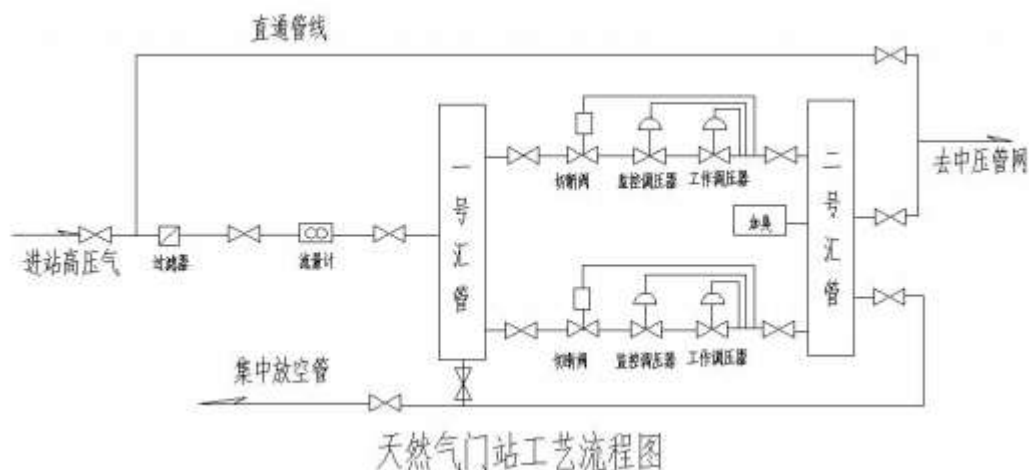 直通管线
一号汇管
二号汇管
切断阀
监控调压器
工作调压器
去中压管网
加臭
进站高压气
过滤器
流量计
切断阀
监控调压器
工作调压器
集中放空管
天然气门站工艺流程图